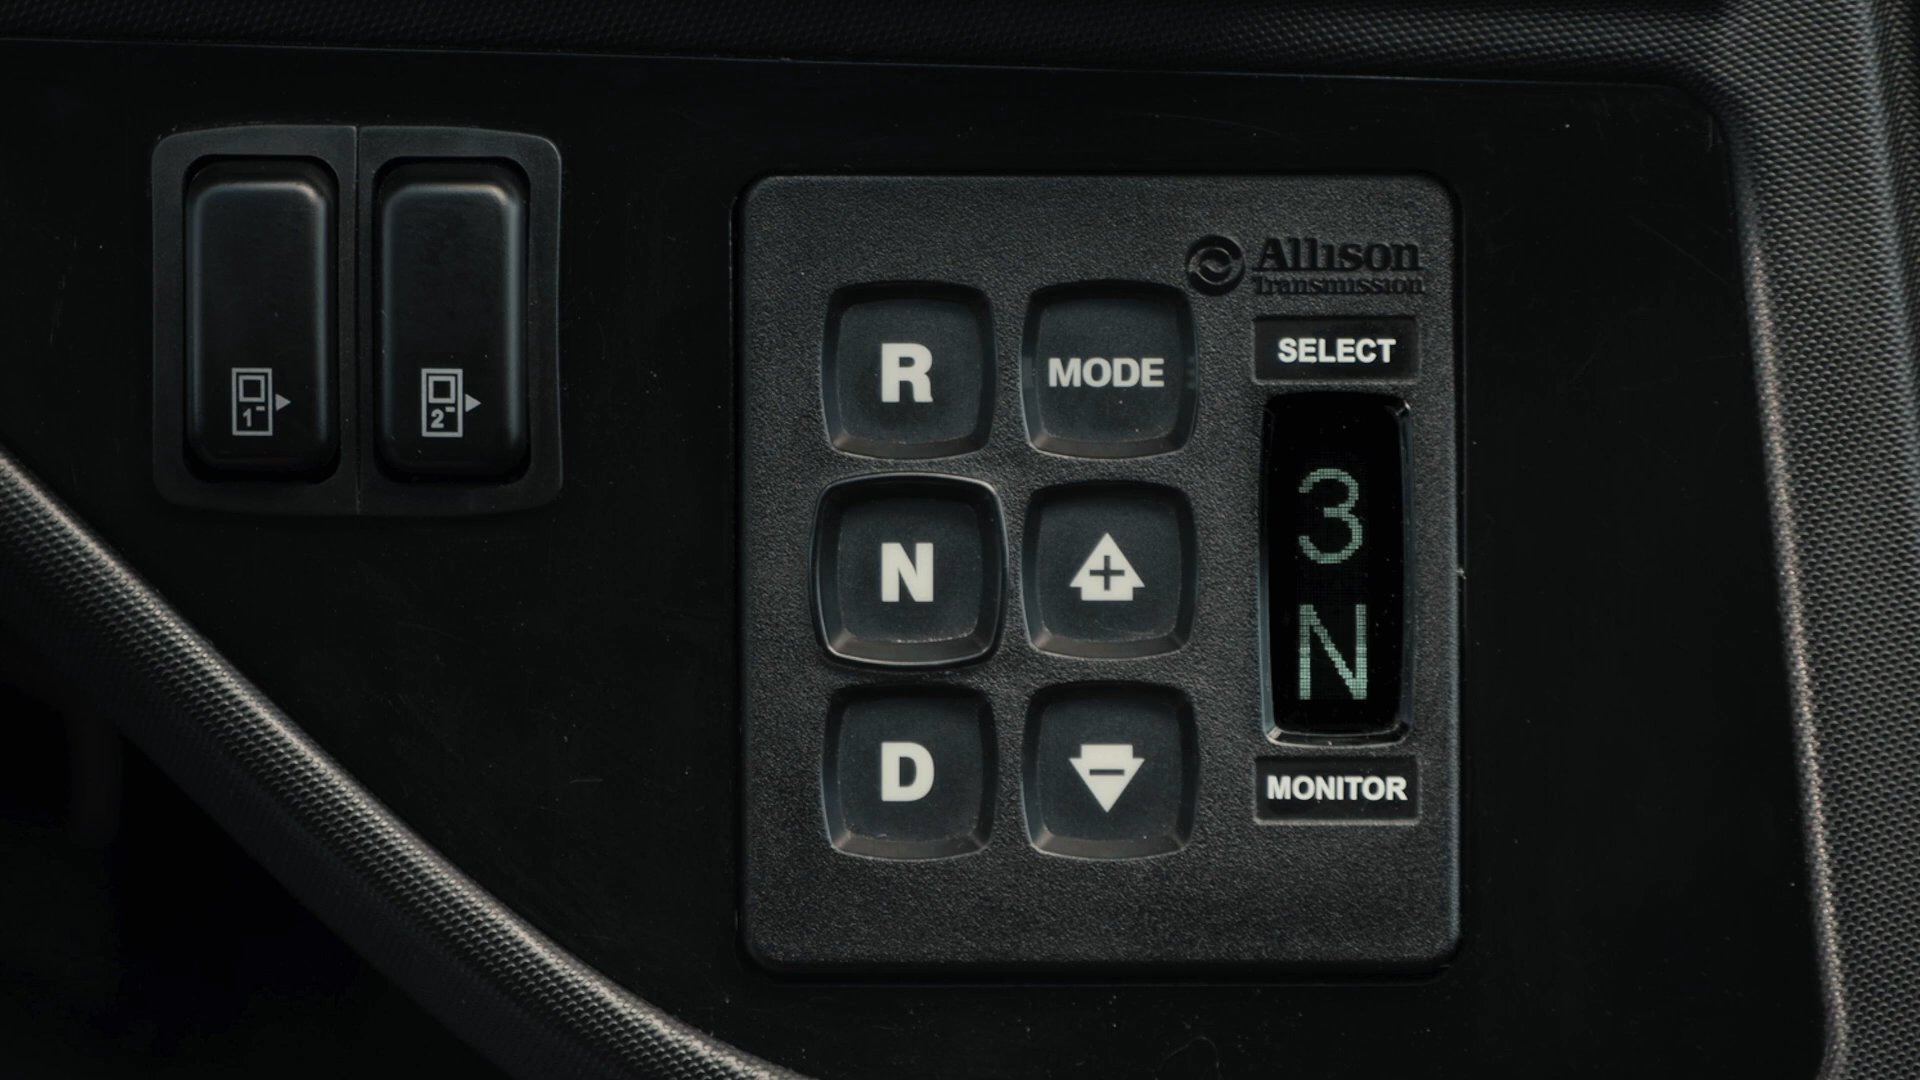 Allison
Transmission
R
MODE
SELECT
1
2
3
N
+
N
D
-
MONITOR